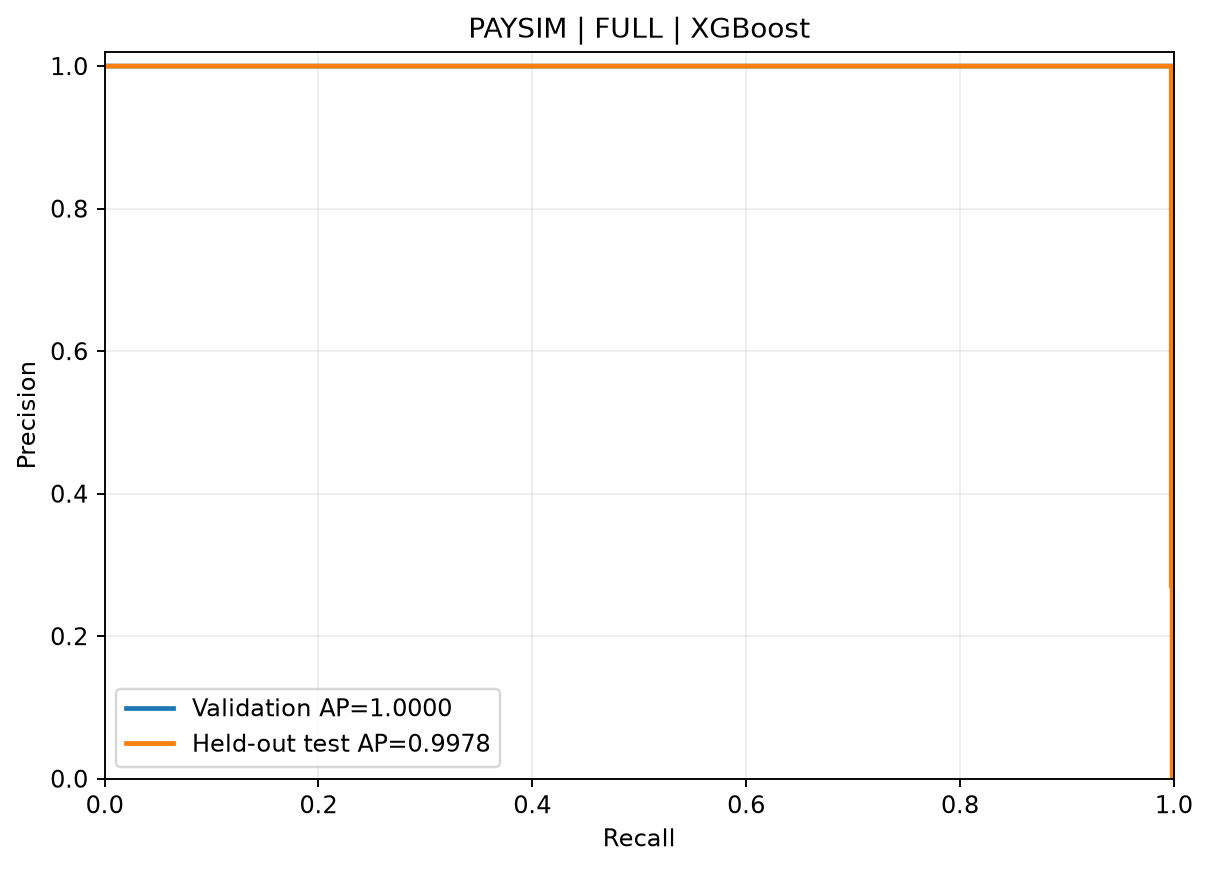 PAYSIM | FULL | XGBoost
1.0
0.8
0.6
0.4
0.2
0.0
Precision
Validation AP=1.0000
Held-out test AP=0.9978
0.0 0.2 0.4 0.6 0.8 1.0
Recall